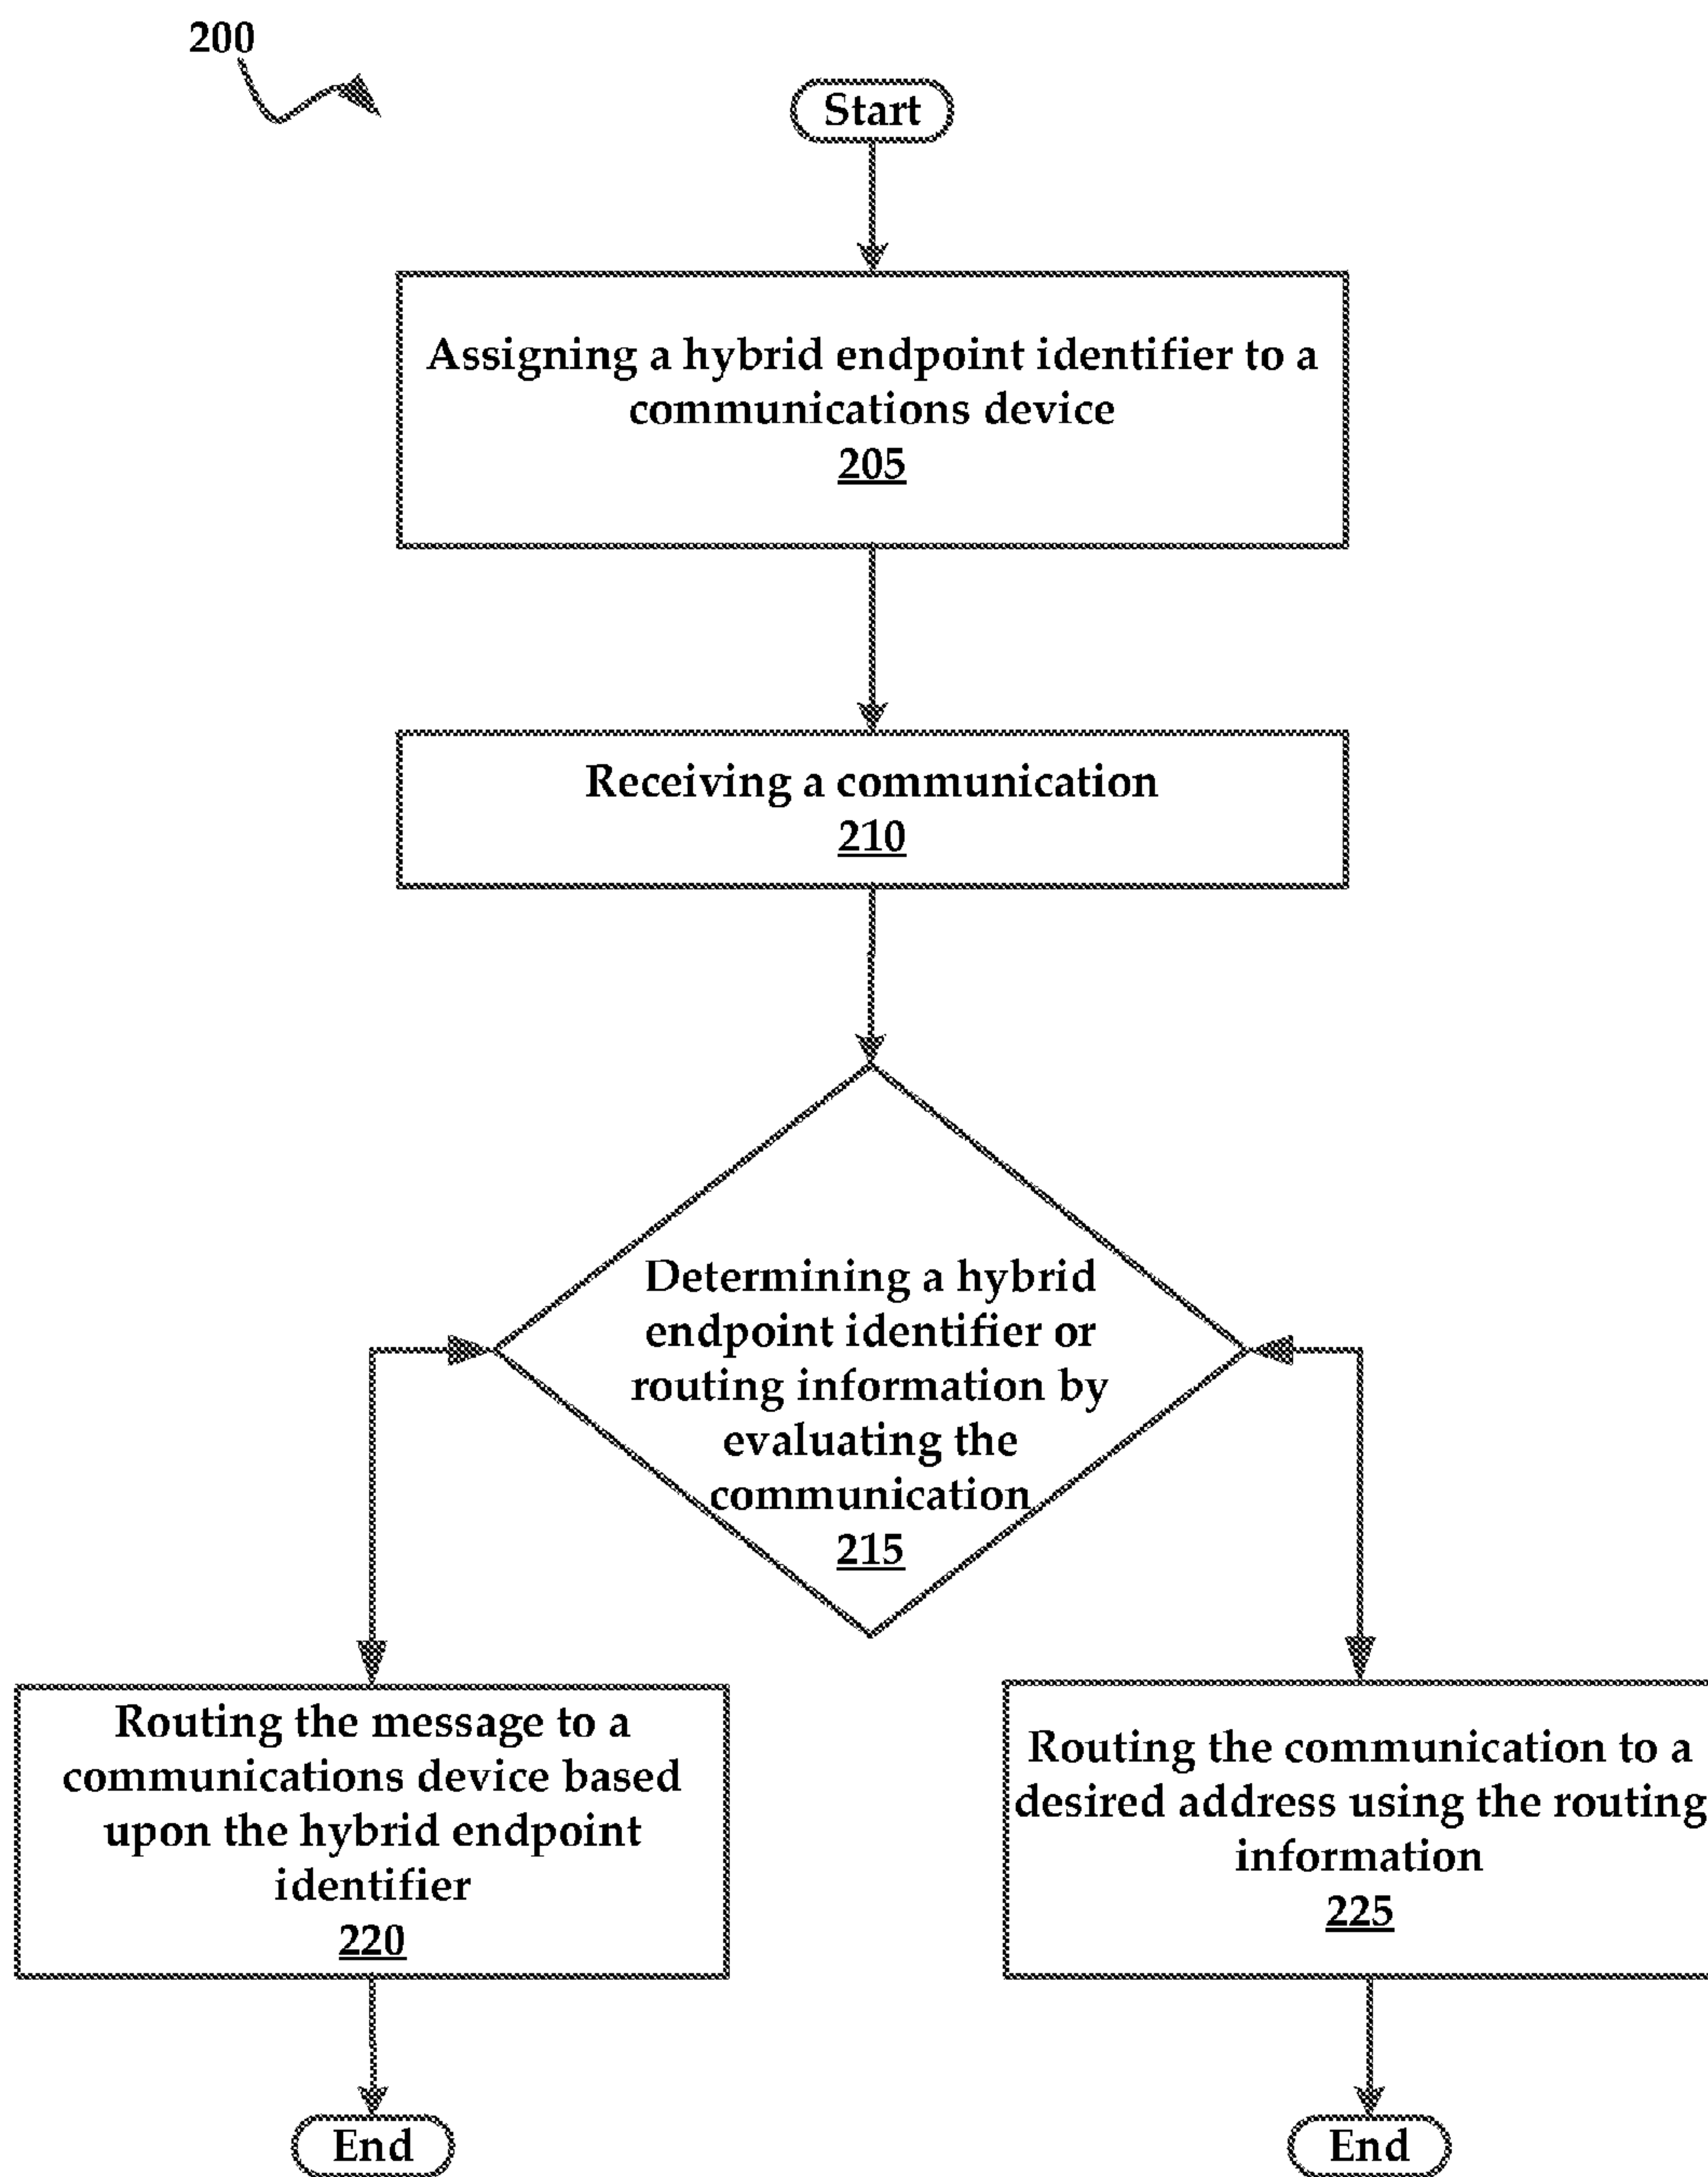 200
Start
Assigning a hybrid endpoint identifier to a
communications device
205
Receiving a communication
210
Determining a hybrid
endpoint identifier or
routing information by
evaluating the
communication
215
Routing the message to a
communications device based
upon the hybrid endpoint
identifier
220
Routing the communication to a
desired address using the routing
information
225
End
End